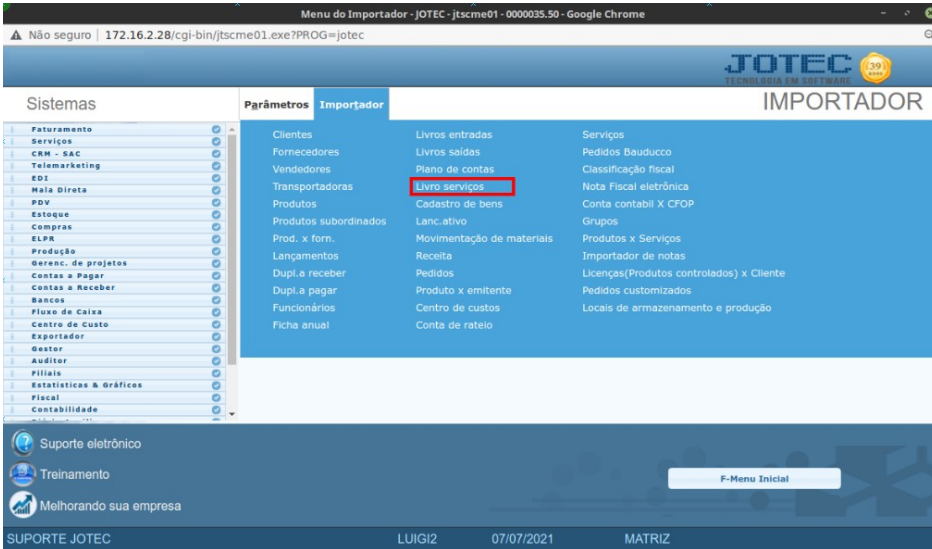 Menu do Importador - JOTEC - jtscme01 - 0000035.50 - Google Chrome
Não seguro | 172.16.2.28/cgi-bin/jtscme01.exe?PROG=jotec
JOTEC
39
ANOS
TECNOLOGIA EM SOFTWARE
Sistemas
Parâmetros Importador
IMPORTADOR
Faturamento
Serviços
CRM - SAC
Telemarketing
EDI
Mala Direta
PDV
Estoque
Compras
ELPR
Produção
Gerenc. de projetos
Contas a Pagar
Contas a Receber
Bancos
Fluxo de Caixa
Centro de Custo
Exportador
Gestor
Auditor
Filiais
Estatísticas & Gráficos
Fiscal
Contabilidade
Clientes Livros entradas Serviços
Fornecedores Livros saídas Pedidos Bauducco
Vendedores Plano de contas Classificação fiscal
Transportadoras Livro serviços Nota Fiscal eletrônica
Produtos Cadastro de bens Conta contabil X CFOP
Produtos subordinados Lanc.ativo Grupos
Prod. x forn. Movimentação de materiais Produtos x Serviços
Lançamentos Receita Importador de notas
Dupl.a receber Pedidos Licenças(Produtos controlados) x Cliente
Dupl.a pagar Produto x emitente Pedidos customizados
Funcionários Centro de custos Locais de armazenamento e produção
Ficha anual Conta de rateio
Suporte eletrônico
Treinamento
Melhorando sua empresa
F-Menu Inicial
SUPORTE JOTEC LUIGI2 07/07/2021 MATRIZ